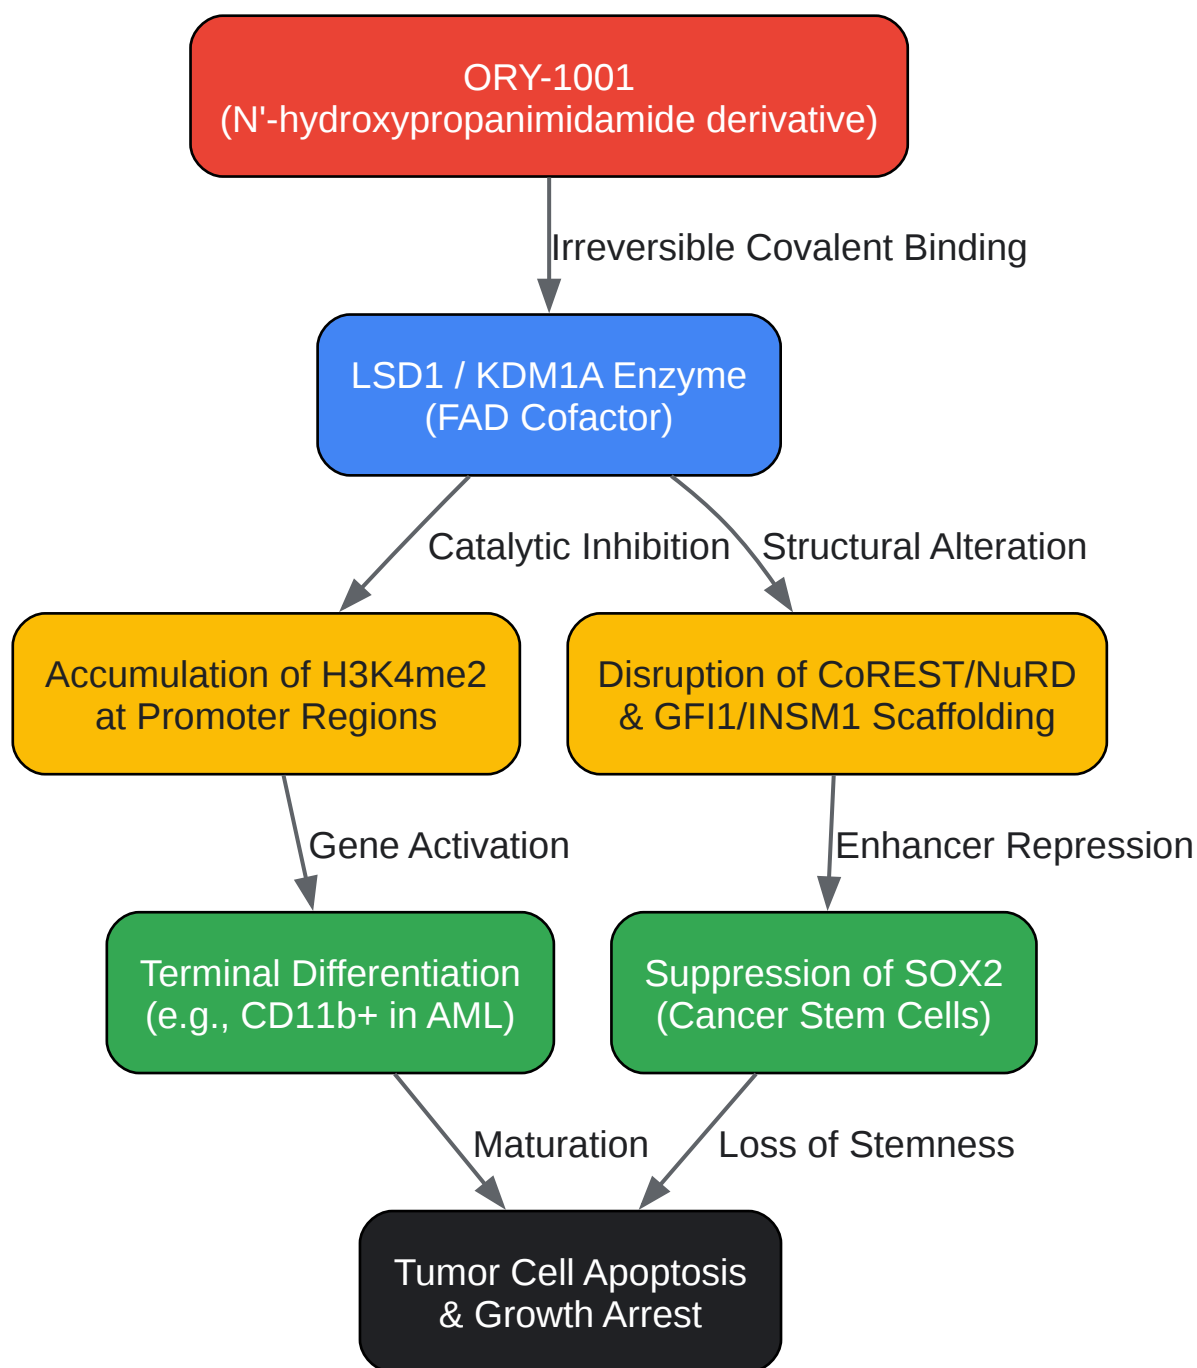 ORY-1001
(N'-hydroxypropanimidamide derivative)
Irreversible Covalent Binding
LSD1 / KDM1A Enzyme
(FAD Cofactor)
Catalytic Inhibition
Structural Alteration
Accumulation of H3K4me2
at Promoter Regions
Disruption of CoREST/NuRD
& GFI1/INSM1 Scaffolding
Gene Activation
Enhancer Repression
Terminal Differentiation
(e.g., CD11b+ in AML)
Suppression of SOX2
(Cancer Stem Cells)
Maturation
Loss of Stemness
Tumor Cell Apoptosis
& Growth Arrest